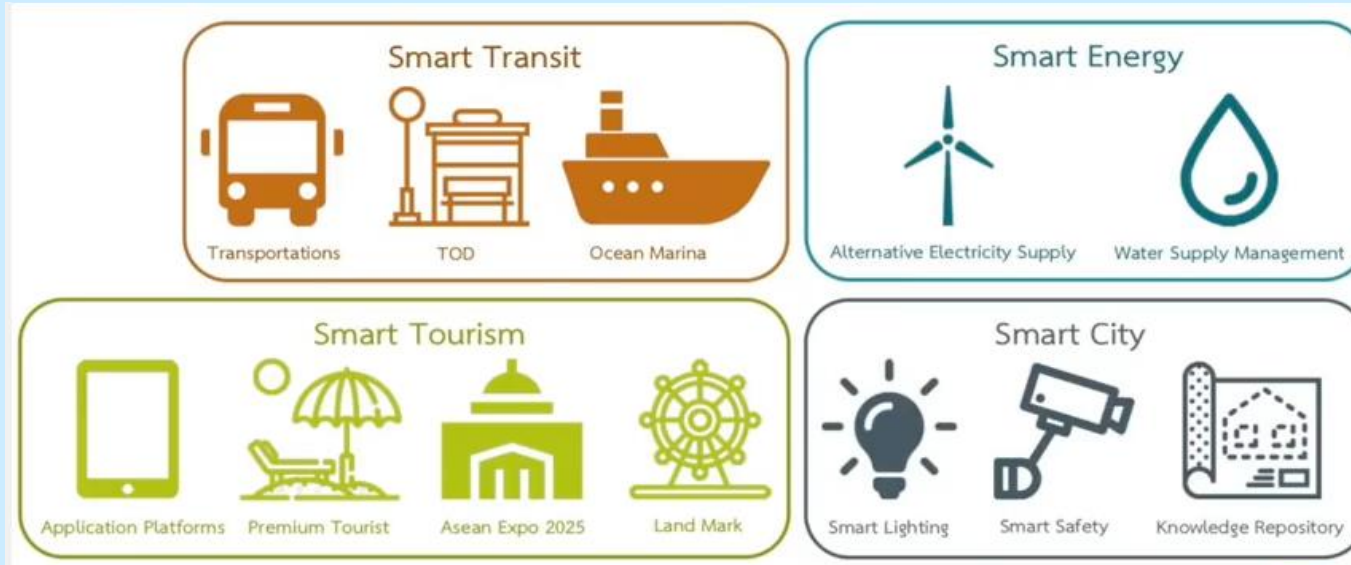 Smart Transit
Transportations
TOD
Ocean Marina
Smart Energy
Alternative Electricity Supply
Water Supply Management
Smart Tourism
Application Platforms
Premium Tourist
Asean Expo 2025
Land Mark
Smart City
Smart Lighting
Smart Safety
Knowledge Repository